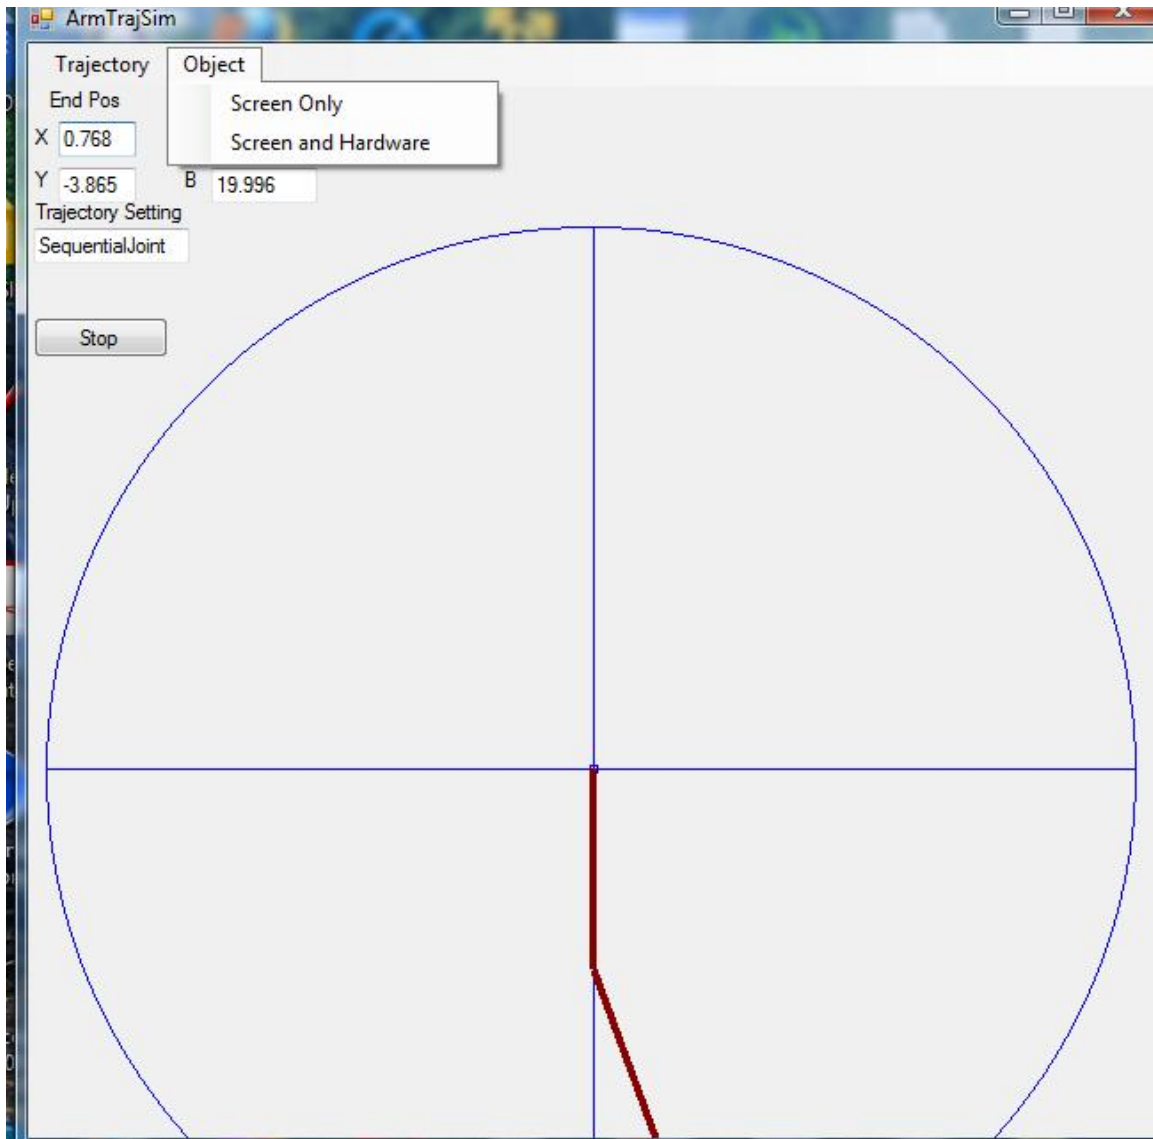 ArmTrajSim
Trajectory Object
End Pos Screen Only
X 0.768 Screen and Hardware
Y -3.865 B 19.996
Trajectory Setting
SequentialJoint
Stop